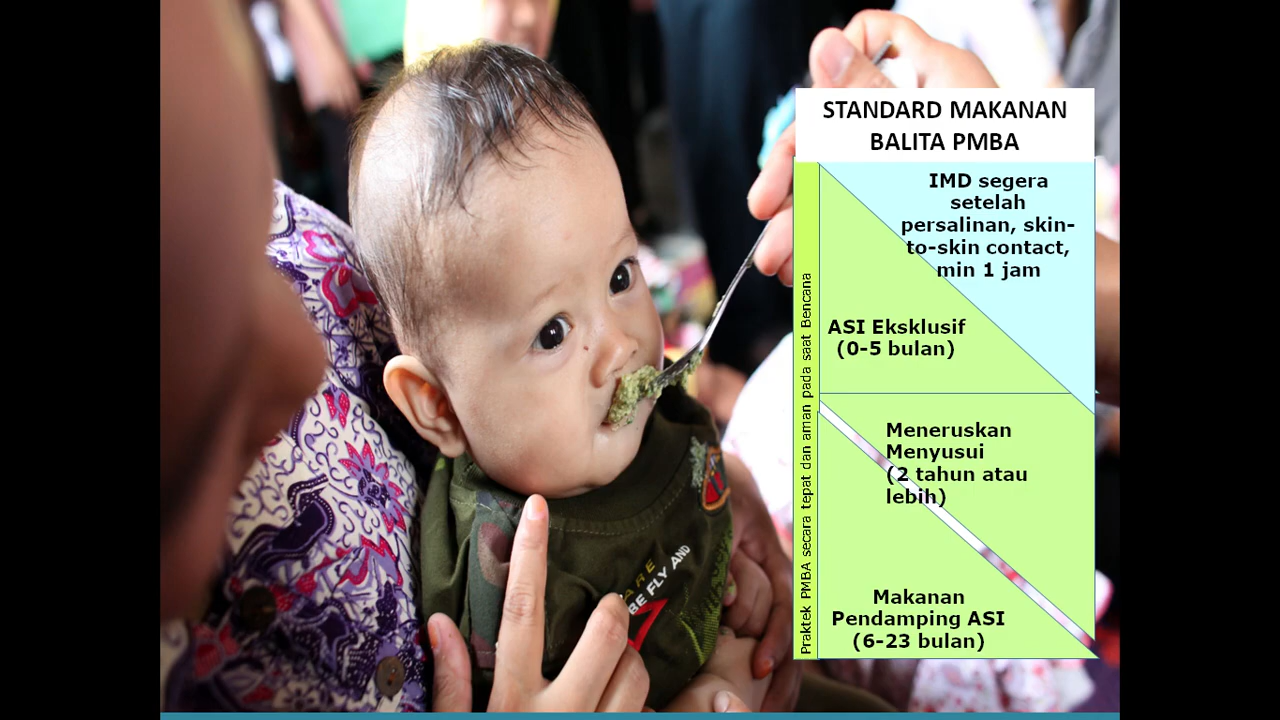 STANDARD MAKANAN
BALITA PMBA
IMD segera
setelah
persalinan, skin-
to-skin contact,
min 1 jam
ASI Eksklusif
(0-5 bulan)
Meneruskan
Menyusui
(2 tahun atau
lebih)
Makanan
Pendamping ASI
(6-23 bulan)
Praktek PMBA secara tepat dan aman pada saat Bencana
BE FLY AND